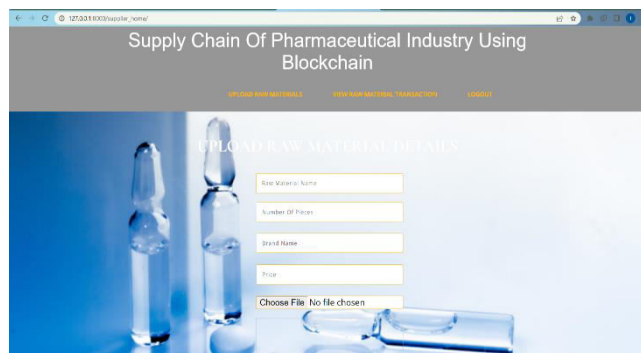 127.0.0.1:8000/supplier_home/
Supply Chain Of Pharmaceutical Industry Using
Blockchain
UPLOAD RAW MATERIALS VIEW RAW MATERIAL TRANSACTION LOGOUT
UPLOAD RAW MATERIAL DETAILS
Raw Material Name
Number Of Pieces
Brand Name
Price
Choose File No file chosen